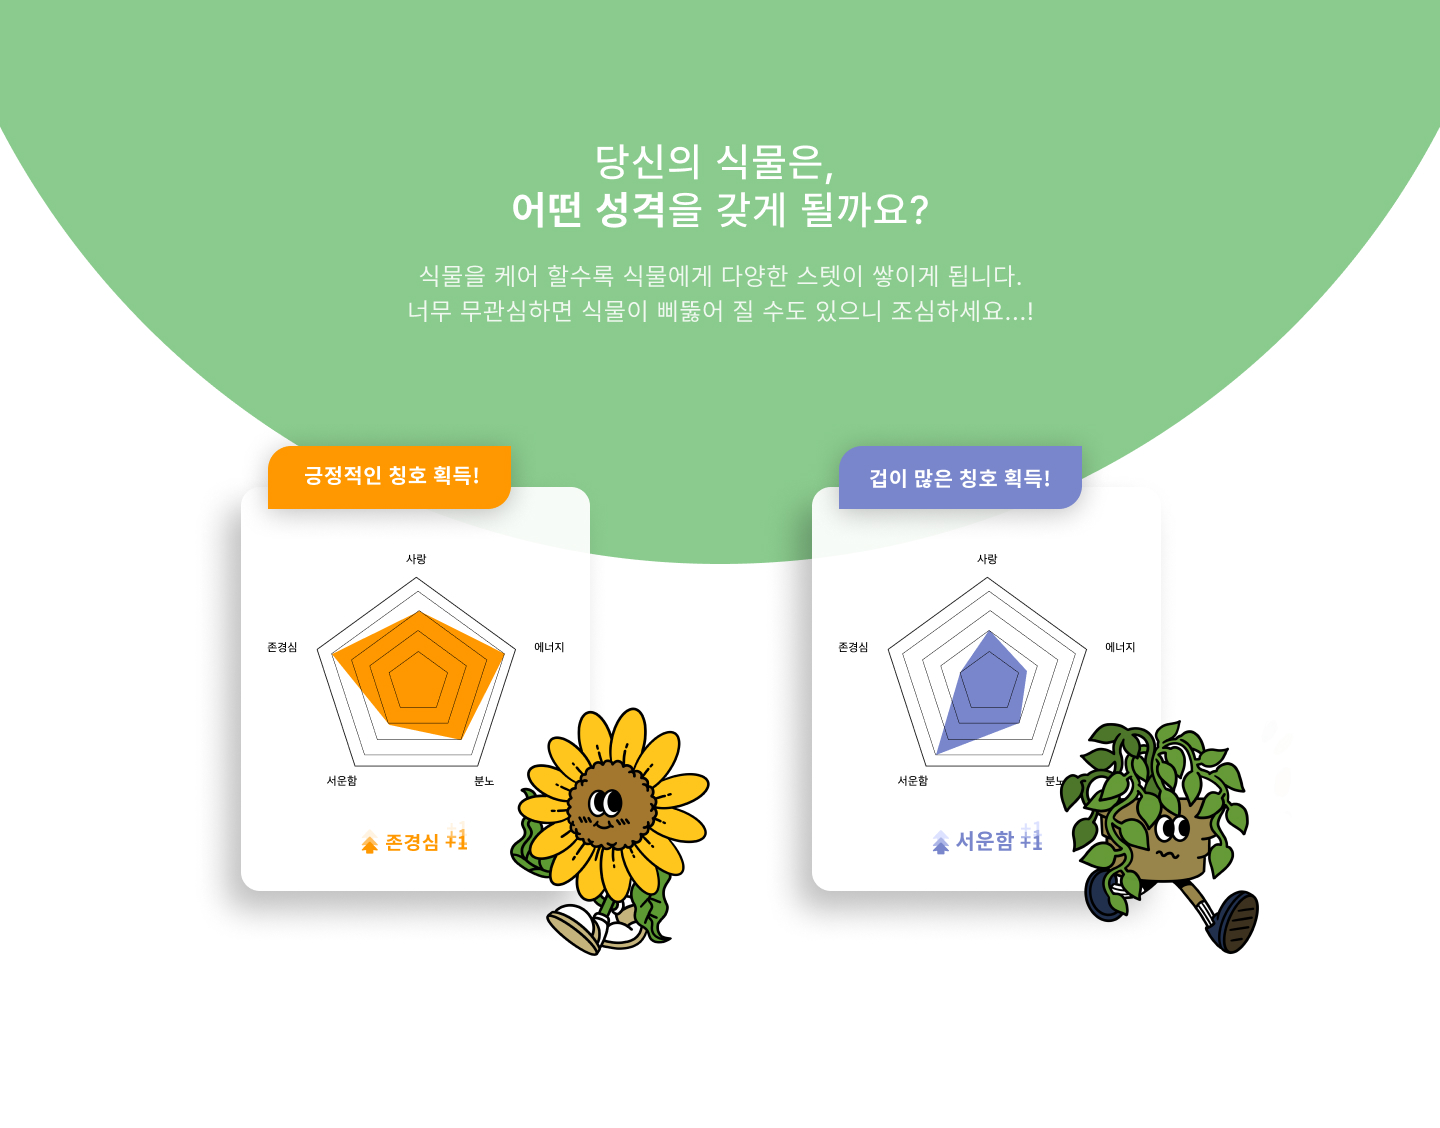 당신의 식물은,
어떤 성격을 갖게 될까요?
식물을 케어 할수록 식물에게 다양한 스텟이 쌓이게 됩니다.
너무 무관심하면 식물이 삐뚫어 질 수도 있으니 조심하세요...!
긍정적인 칭호 획득!
사랑
존경심
에너지
서운함
분노
존경심 +1
겁이 많은 칭호 획득!
사랑
존경심
에너지
서운함
분노
서운함 +1